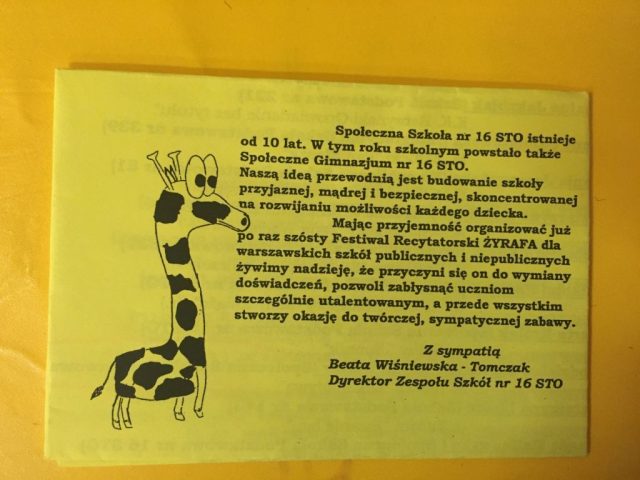 Społeczna Szkoła nr 16 STO istnieje
od 10 lat. W tym roku szkolnym powstało także
Społeczne Gimnazjum nr 16 STO.
Naszą ideą przewodnią jest budowanie szkoły
przyjaznej, mądrej i bezpiecznej, skoncentrowanej
na rozwijaniu możliwości każdego dziecka.
Mając przyjemność organizować już
po raz szósty Festiwal Recytatorski ŻYRAFA dla
warszawskich szkół publicznych i niepublicznych
żywimy nadzieję, że przyczyni się on do wymiany
doświadczeń, pozwoli zabłysnąć uczniom
szczególnie utalentowanym, a przede wszystkim
stworzy okazję do twórczej, sympatycznej zabawy.
Z sympatią
Beata Wiśniewska - Tomczak
Dyrektor Zespołu Szkół nr 16 STO